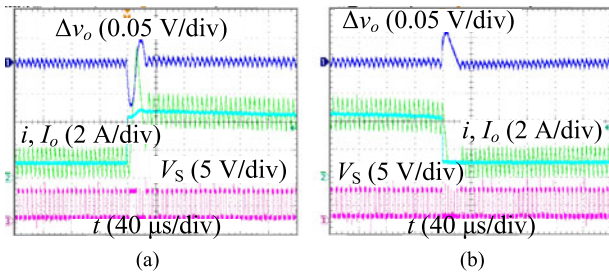 Δvo (0.05 V/div)
i, Io (2 A/div)
VS (5 V/div)
t (40 μs/div)
(a)
Δvo (0.05 V/div)
i, Io (2 A/div)
VS (5 V/div)
t (40 μs/div)
(b)